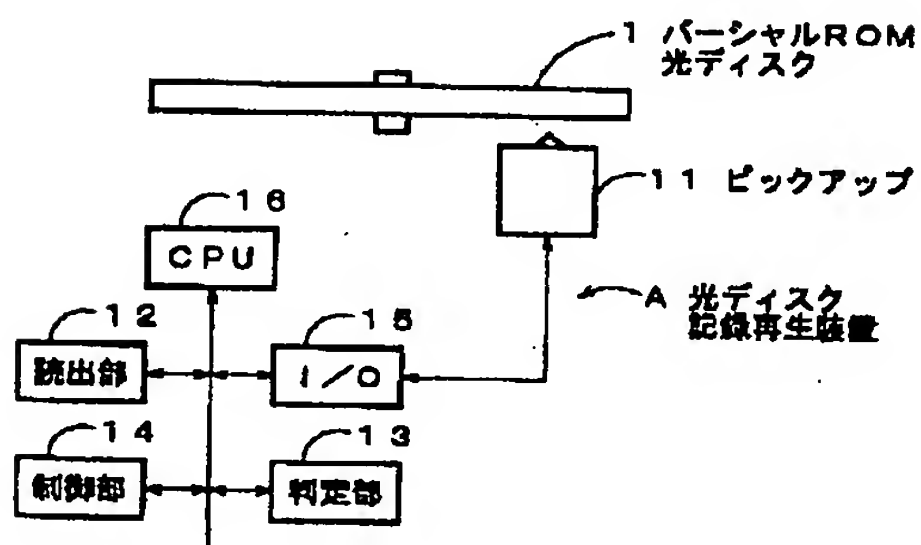 1 パーシャルROM
光ディスク
11 ピックアップ
16
CPU
A 光ディスク
記録再生装置
12
読出部
15
I/O
14
制御部
13
判定部